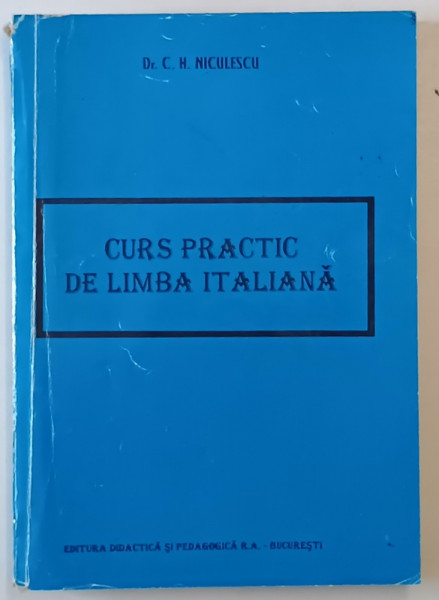 Dr. C. H. NICULESCU
CURS PRACTIC
DE LIMBA ITALIANĂ
EDITURA DIDACTICĂ ŞI PEDAGOGICĂ R.A. - BUCUREŞTI